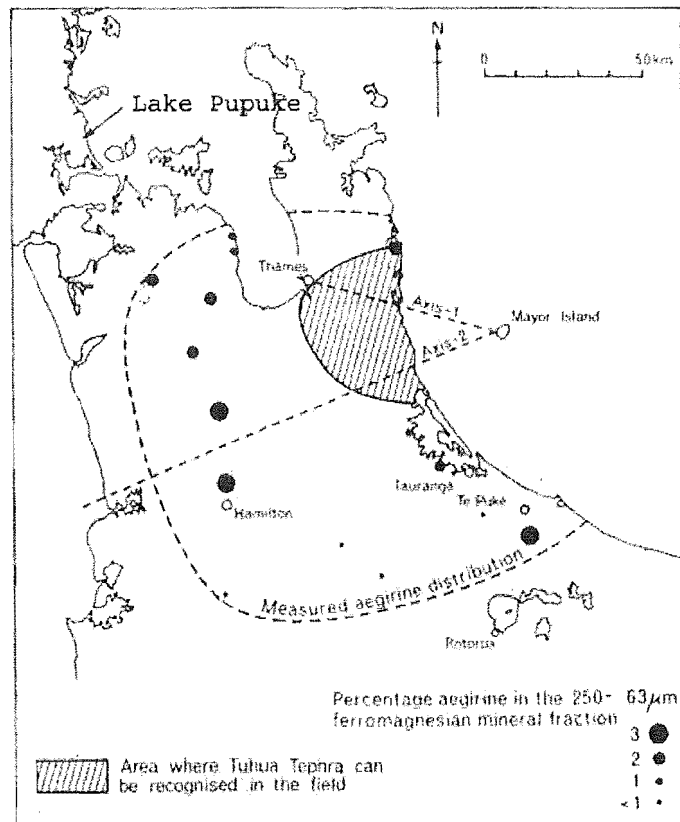 N
0 50km
Lake Pupuke
Thames
Axis-1
Mayor Island
Axis-2
Tauranga
Te Puke
Hamilton
Measured aegirine distribution
Rotorua
Percentage aegirine in the 250- 63μm
ferromagnesian mineral fraction
3
2
1
<1
Area where Tuhua Tephra can
be recognised in the field